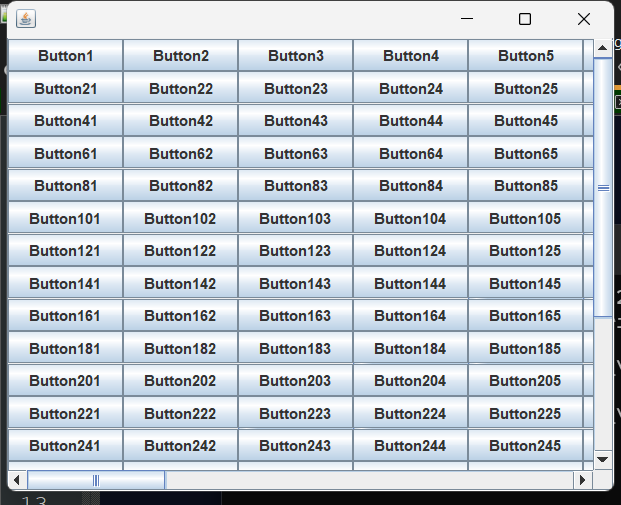 Button1 Button2 Button3 Button4 Button5
Button21 Button22 Button23 Button24 Button25
Button41 Button42 Button43 Button44 Button45
Button61 Button62 Button63 Button64 Button65
Button81 Button82 Button83 Button84 Button85
Button101 Button102 Button103 Button104 Button105
Button121 Button122 Button123 Button124 Button125
Button141 Button142 Button143 Button144 Button145
Button161 Button162 Button163 Button164 Button165
Button181 Button182 Button183 Button184 Button185
Button201 Button202 Button203 Button204 Button205
Button221 Button222 Button223 Button224 Button225
Button241 Button242 Button243 Button244 Button245
13